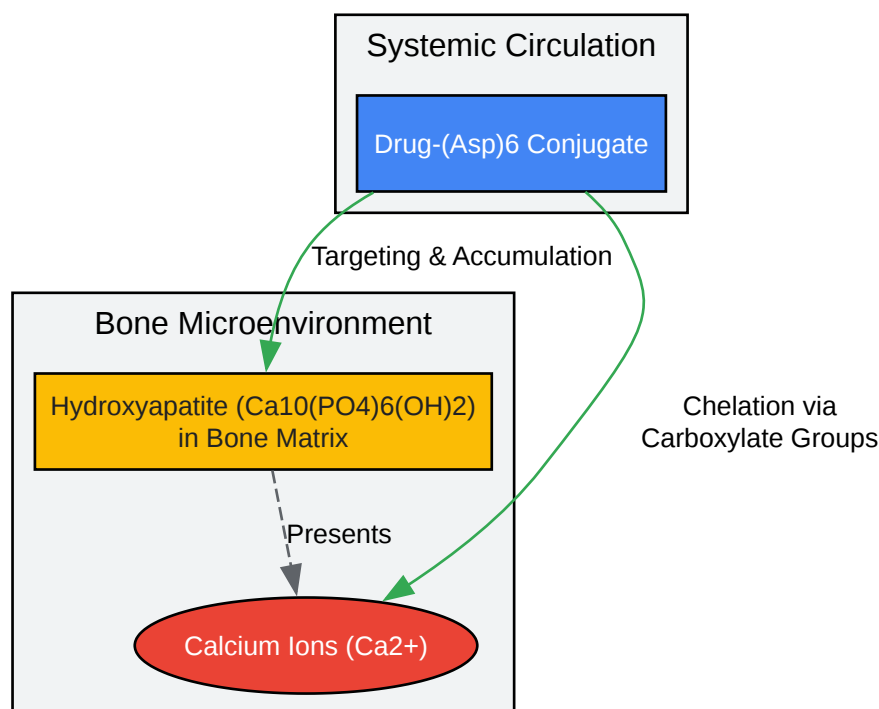 Systemic Circulation
Drug-(Asp)6 Conjugate
Targeting & Accumulation
Bone Microenvironment
Hydroxyapatite (Ca10(PO4)6(OH)2)
in Bone Matrix
Chelation via
Carboxylate Groups
Presents
Calcium Ions (Ca2+)